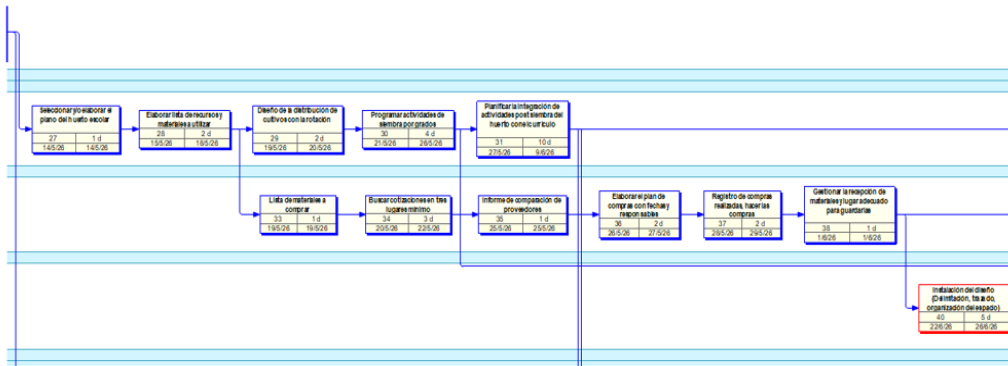 Seleccionar y/o elaborar el
plano del huerto escolar
27 1 d
14/5/26 14/5/26
Elaborar lista de recursos y
materiales a utilizar
28 2 d
15/5/26 18/5/26
Diseño de la distribución de
cultivos con la rotación
29 2 d
19/5/26 20/5/26
Programar actividades de
siembra por grados
30 4 d
21/5/26 26/5/26
Planificar la integración de
actividades post siembra del
huerto con el currículo
31 10 d
27/5/26 9/6/26
Lista de materiales a
comprar
33 1 d
19/5/26 19/5/26
Buscar cotizaciones en tres
lugares mínimo
34 3 d
20/5/26 22/5/26
Informe de comparación de
proveedores
35 1 d
25/5/26 25/5/26
Elaborar el plan de
compras con fechas y
responsables
36 2 d
26/5/26 27/5/26
Registro de compras
realizadas, hacer las
compras
37 2 d
28/5/26 29/5/26
Gestionar la recepción de
materiales y lugar adecuado
para guardarlas
38 1 d
1/6/26 1/6/26
Instalación del diseño
(Delimitación, trazado,
organización del espacio)
40 5 d
22/6/26 26/6/26